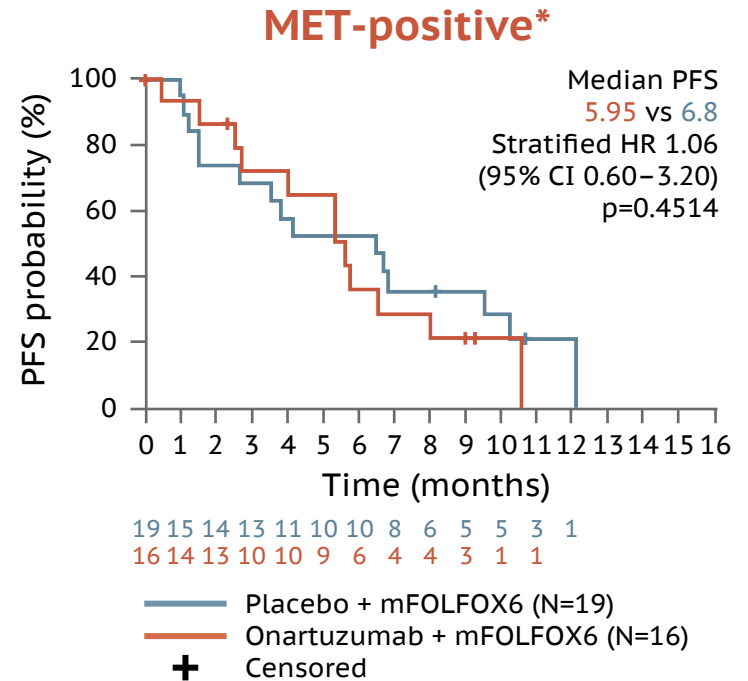 MET-positive*
Median PFS
5.95 vs 6.8
Stratified HR 1.06
(95% CI 0.60–3.20)
p=0.4514
PFS probability (%)
100
80
60
40
20
0
0 1 2 3 4 5 6 7 8 9 10 11 12 13 14 15 16
Time (months)
19 15 14 13 11 10 10 8 6 5 5 3 1
16 14 13 10 10 9 6 4 4 3 1 1
Placebo + mFOLFOX6 (N=19)
Onartuzumab + mFOLFOX6 (N=16)
Censored